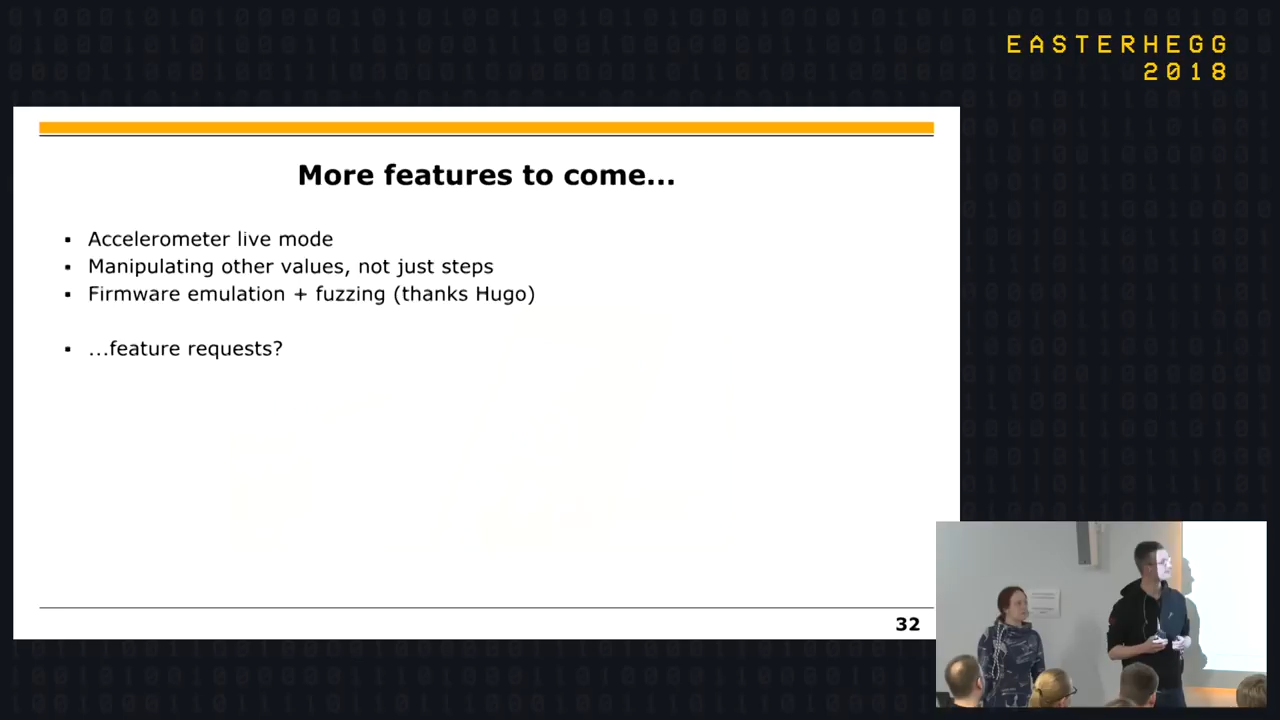 EASTERHEGG
2018
More features to come...
▪ Accelerometer live mode
▪ Manipulating other values, not just steps
▪ Firmware emulation + fuzzing (thanks Hugo)
▪ ...feature requests?
32